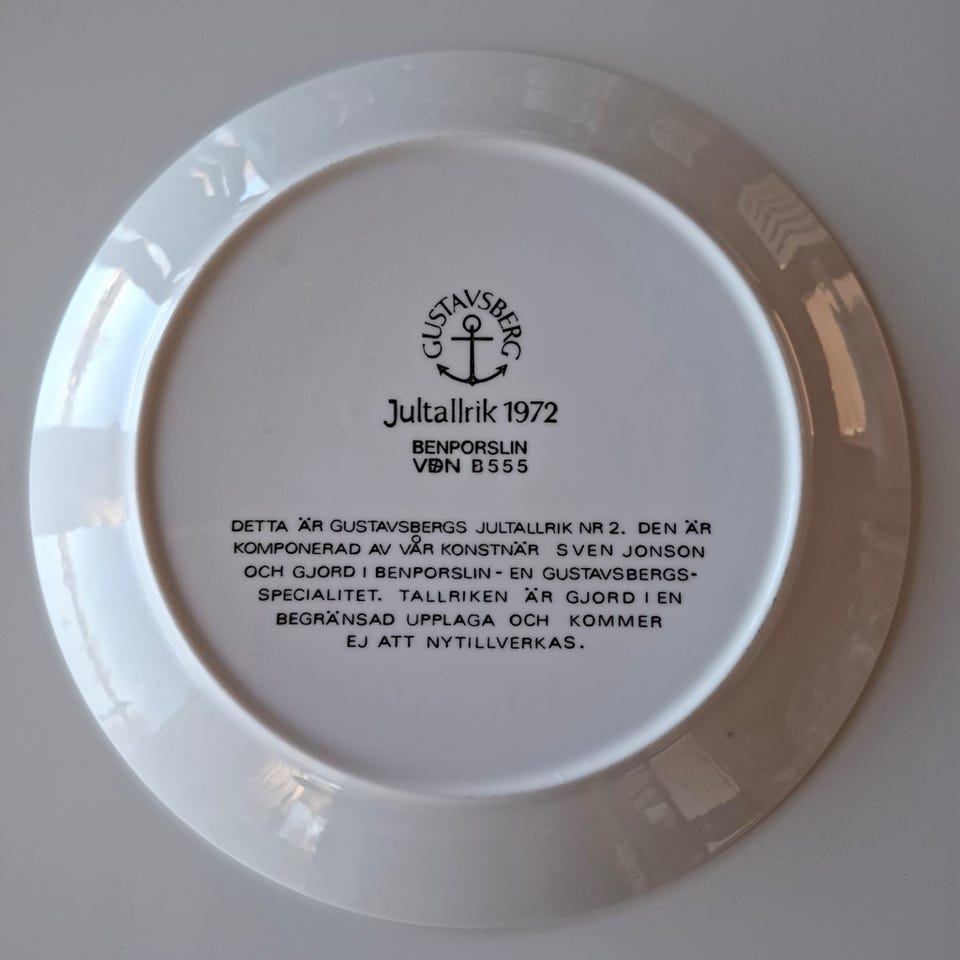 GUSTAVSBERG
Jultallrik 1972
BENPORSLIN
VDN B555
DETTA ÄR GUSTAVSBERGS JULTALLRIK NR 2. DEN ÄR
KOMPONERAD AV VÅR KONSTNÄR SVEN JONSON
OCH GJORD I BENPORSLIN - EN GUSTAVSBERGS-
SPECIALITET. TALLRIKEN ÄR GJORD I EN
BEGRÄNSAD UPPLAGA OCH KOMMER
EJ ATT NYTILLVERKAS.